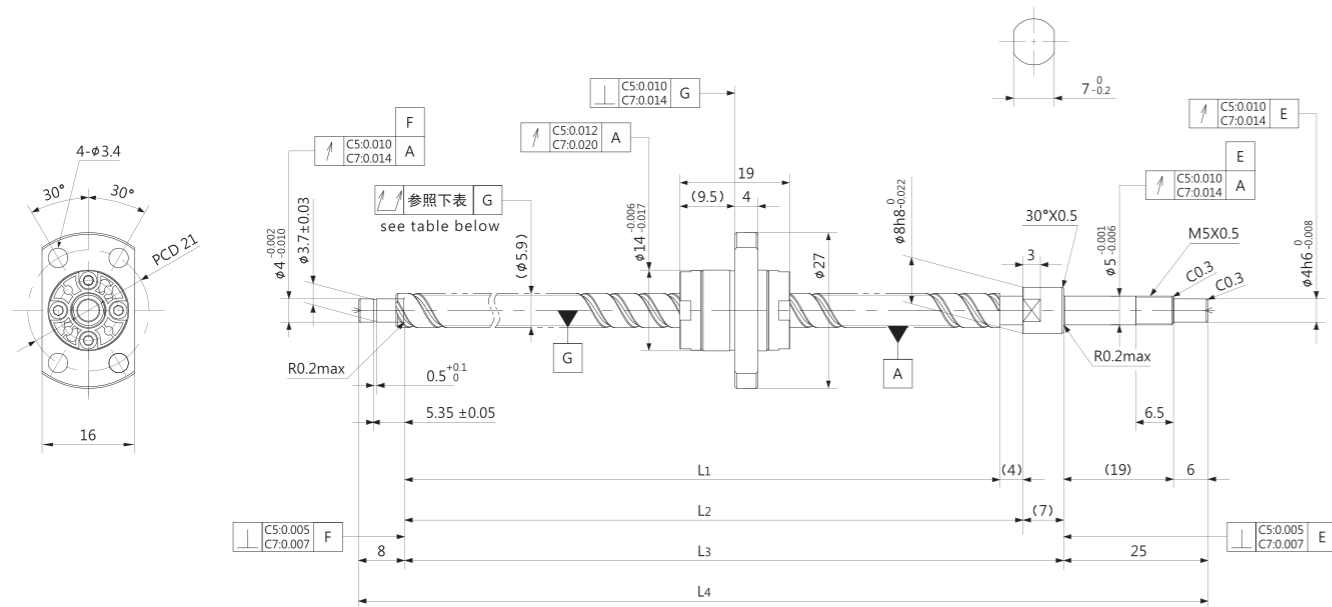 7 0 -0.2
C5:0.010
C7:0.014
G
C5:0.010
C7:0.014
E
F
C5:0.010
C7:0.014
A
C5:0.012
C7:0.020
A
E
C5:0.010
C7:0.014
A
4-φ3.4
30°
30°
PCD 21
16
参照下表
G
see table below
19
(9.5)
4
φ8h8 0 -0.022
30°X0.5
3
M5X0.5
C0.3
C0.3
φ4 -0.002 -0.010
φ3.7±0.03
(φ5.9)
φ14 -0.006 -0.017
φ27
φ5 -0.001 -0.006
φ4h6 0 -0.008
G
A
R0.2max
R0.2max
0.5 +0.1 0
5.35 ±0.05
6.5
L1
(4)
(19)
6
L2
(7)
C5:0.005
C7:0.007
F
C5:0.005
C7:0.007
E
8
L3
25
L4